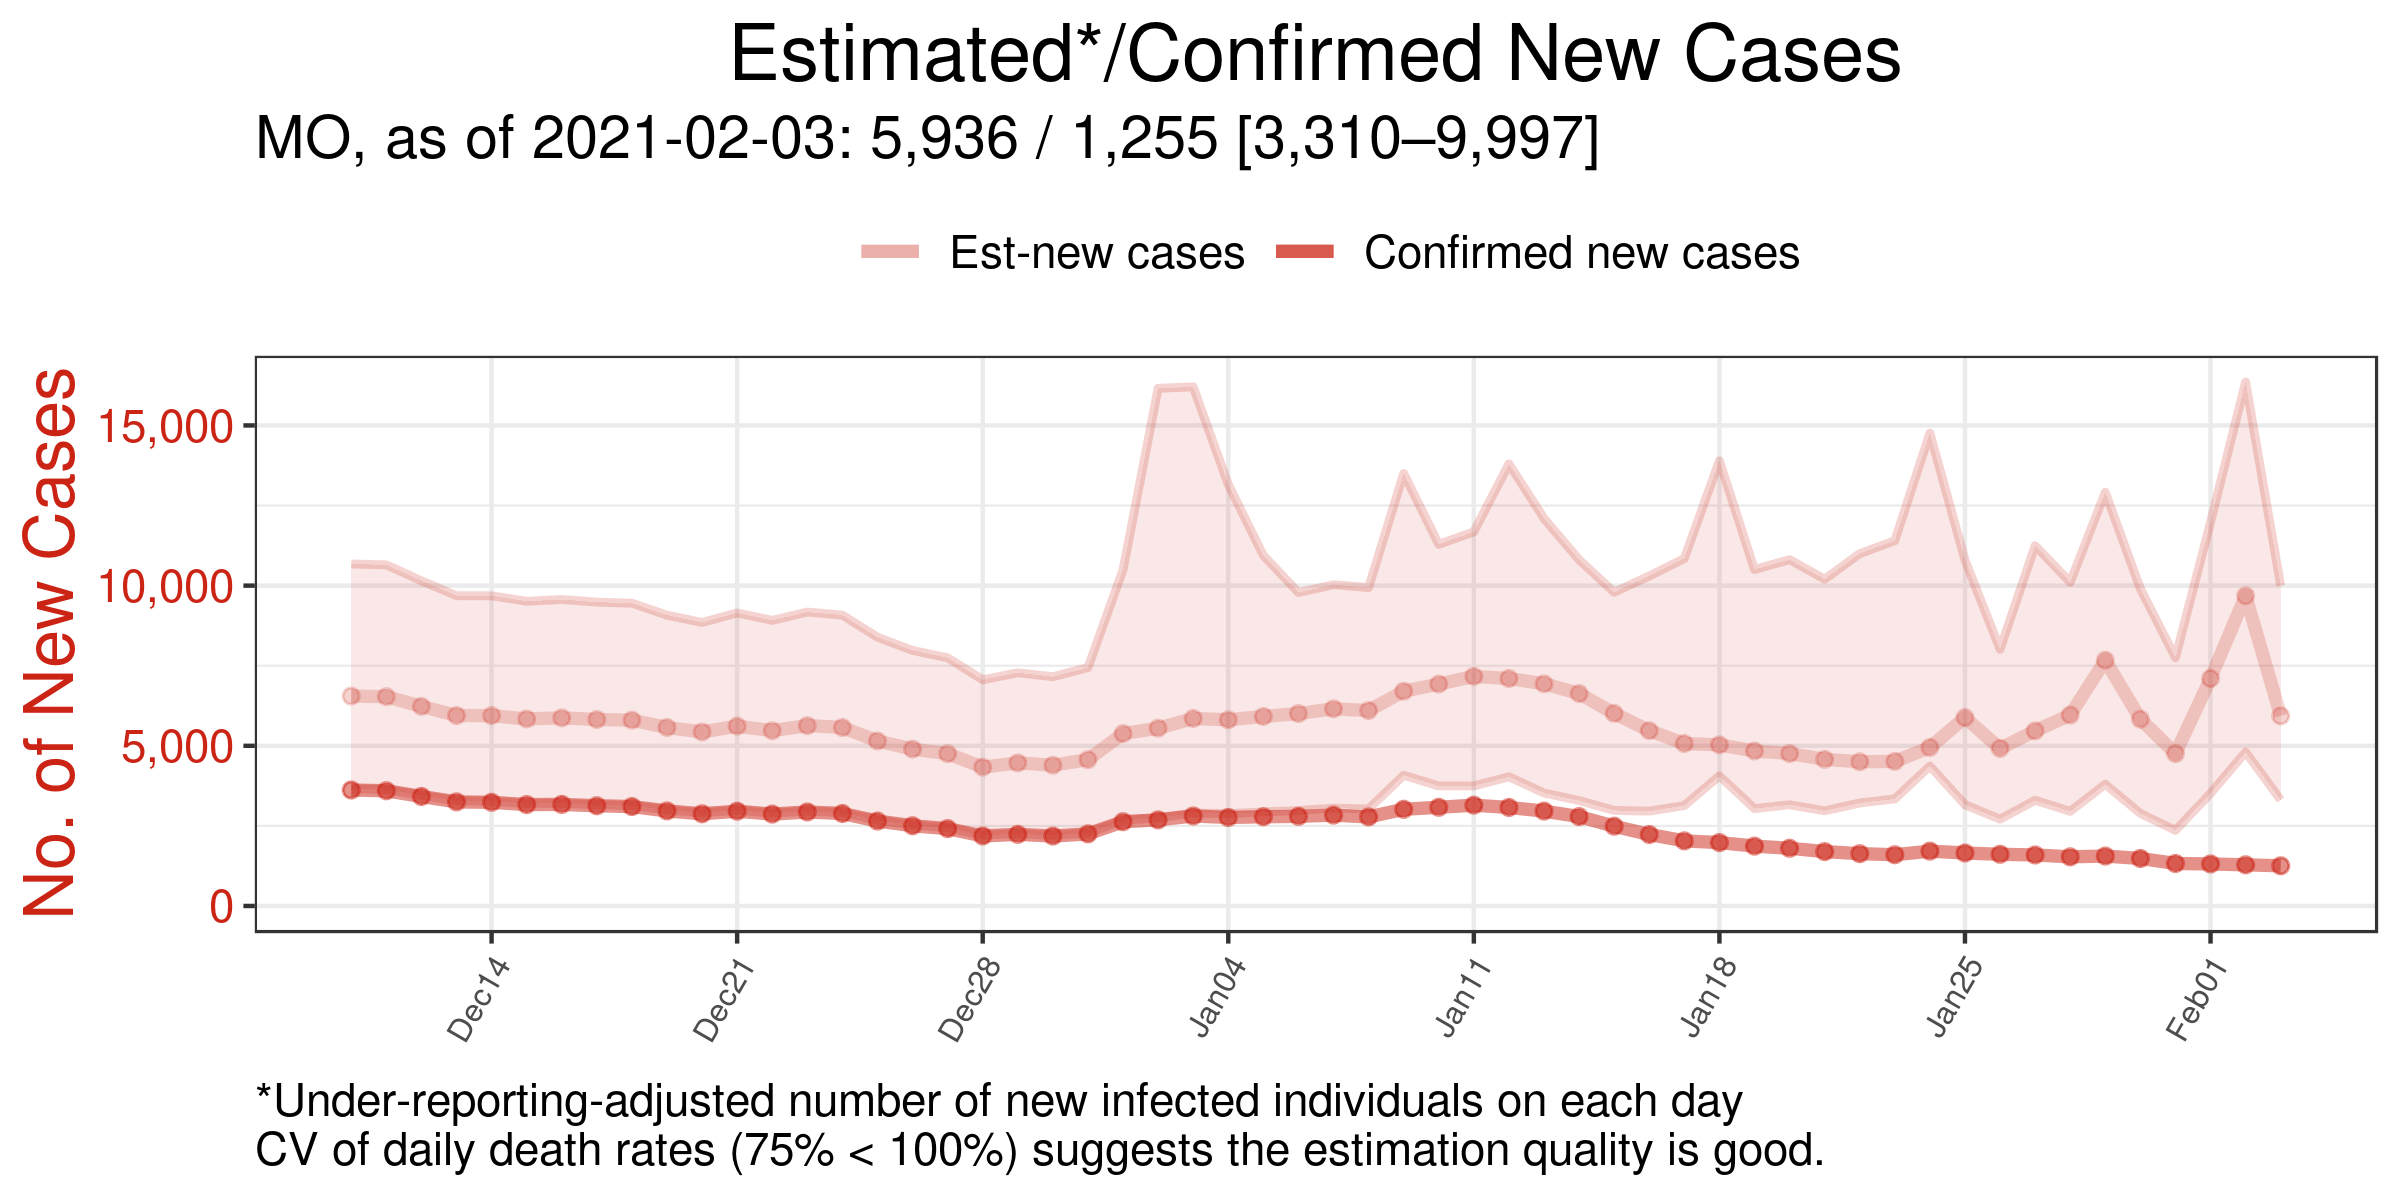 Estimated*/Confirmed New Cases
MO, as of 2021-02-03: 5,936 / 1,255 [3,310–9,997]
Est-new cases
Confirmed new cases
No. of New Cases
15,000
10,000
5,000
0
Dec14
Dec21
Dec28
Jan04
Jan11
Jan18
Jan25
Feb01
*Under-reporting-adjusted number of new infected individuals on each day
CV of daily death rates (75% < 100%) suggests the estimation quality is good.